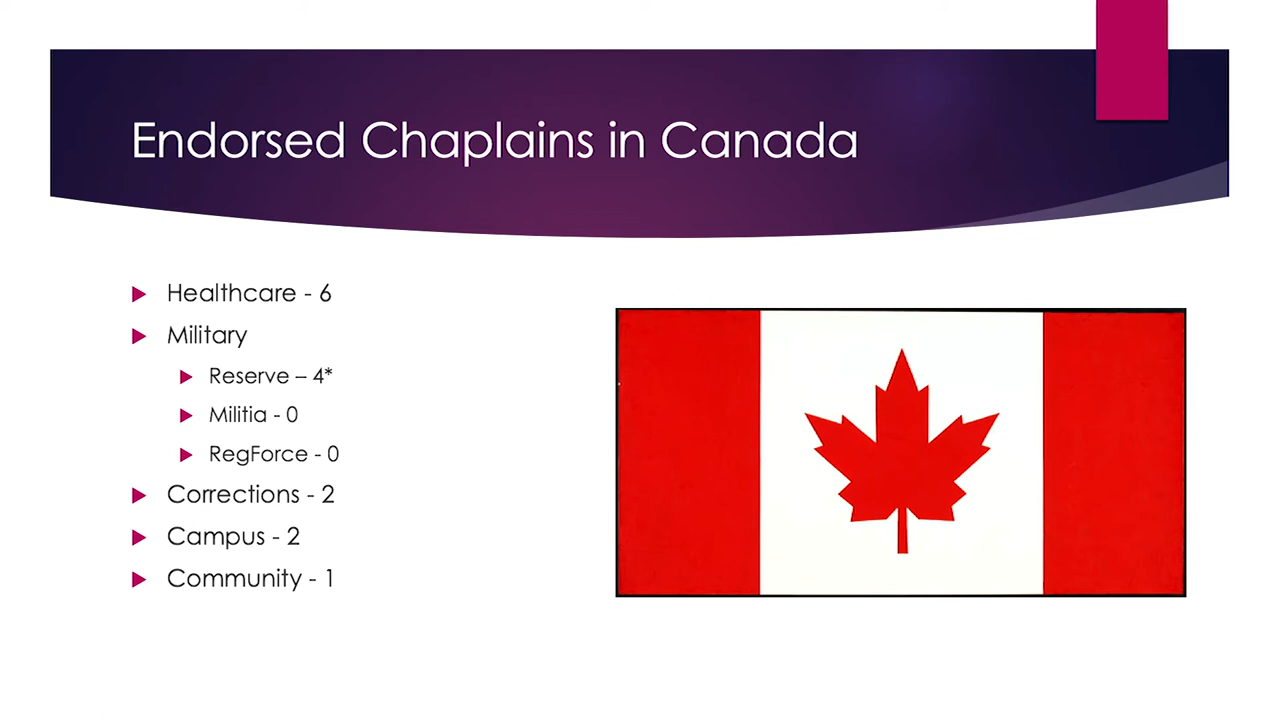 Endorsed Chaplains in Canada
Healthcare - 6
Military
Reserve – 4*
Militia - 0
RegForce - 0
Corrections - 2
Campus - 2
Community - 1